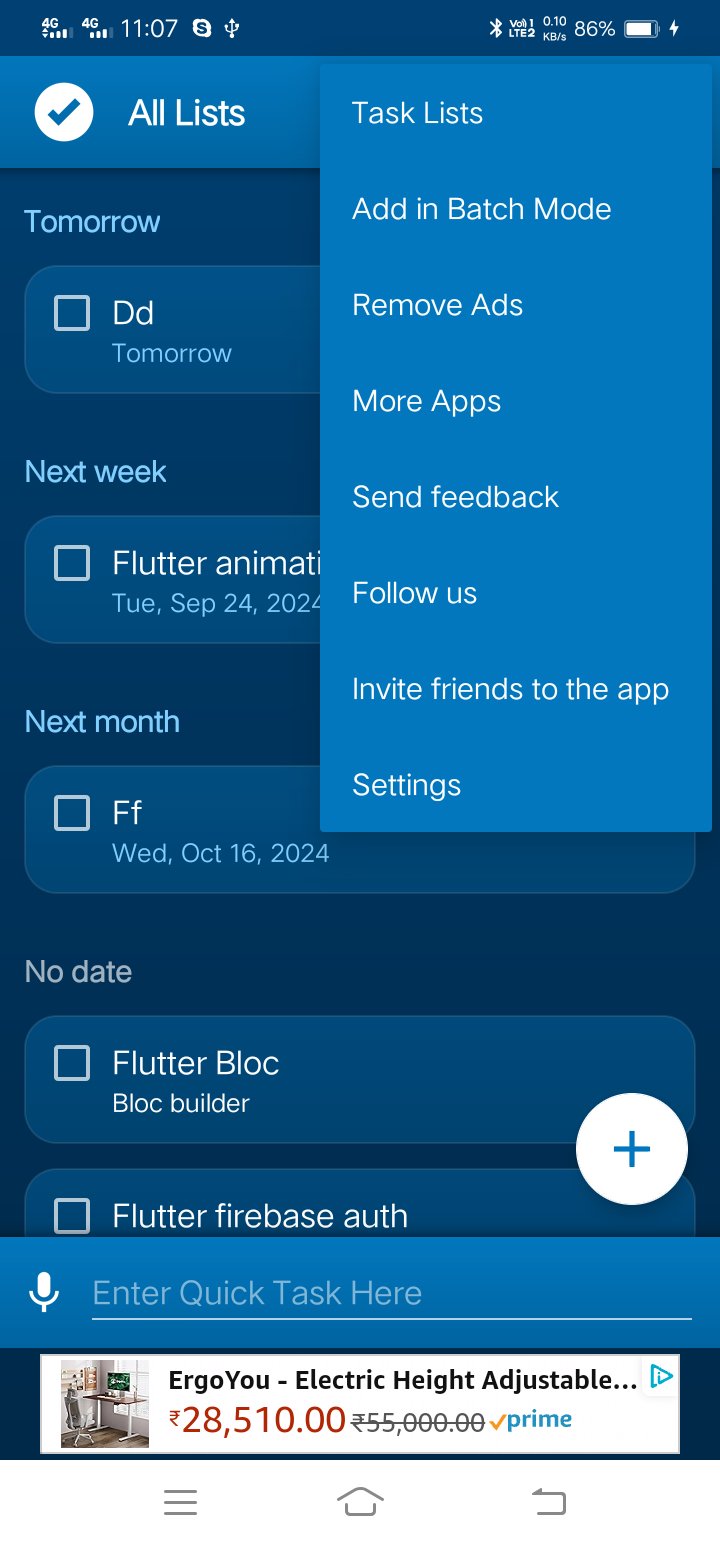 4G 4G 11:07 Vo)) 1 LTE2 0.10 KB/s 86%
All Lists
Task Lists
Add in Batch Mode
Remove Ads
More Apps
Send feedback
Follow us
Invite friends to the app
Settings
Tomorrow
Dd
Tomorrow
Next week
Flutter animati
Tue, Sep 24, 2024
Next month
Ff
Wed, Oct 16, 2024
No date
Flutter Bloc
Bloc builder
Flutter firebase auth
Enter Quick Task Here
ErgoYou - Electric Height Adjustable...
₹28,510.00 ₹55,000.00 prime